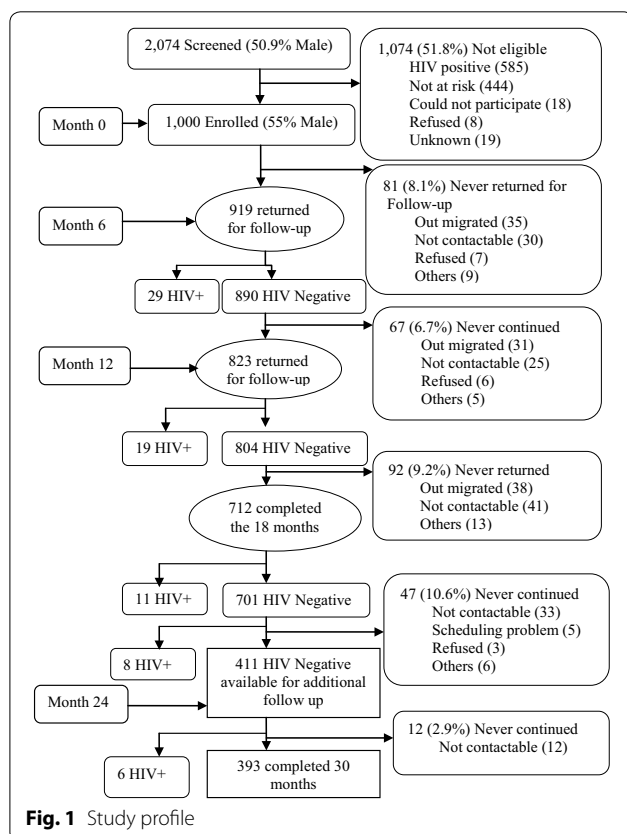 2,074 Screened (50.9% Male)
1,074 (51.8%) Not eligible
HIV positive (585)
Not at risk (444)
Could not participate (18)
Refused (8)
Unknown (19)
Month 0
1,000 Enrolled (55% Male)
81 (8.1%) Never returned for
Follow-up
Out migrated (35)
Not contactable (30)
Refused (7)
Others (9)
Month 6
919 returned
for follow-up
29 HIV+
890 HIV Negative
67 (6.7%) Never continued
Out migrated (31)
Not contactable (25)
Refused (6)
Others (5)
Month 12
823 returned
for follow-up
19 HIV+
804 HIV Negative
92 (9.2%) Never returned
Out migrated (38)
Not contactable (41)
Others (13)
712 completed
the 18 months
11 HIV+
701 HIV Negative
47 (10.6%) Never continued
Not contactable (33)
Scheduling problem (5)
Refused (3)
Others (6)
8 HIV+
411 HIV Negative
available for additional
follow up
Month 24
12 (2.9%) Never continued
Not contactable (12)
6 HIV+
393 completed 30
months
Fig. 1 Study profile